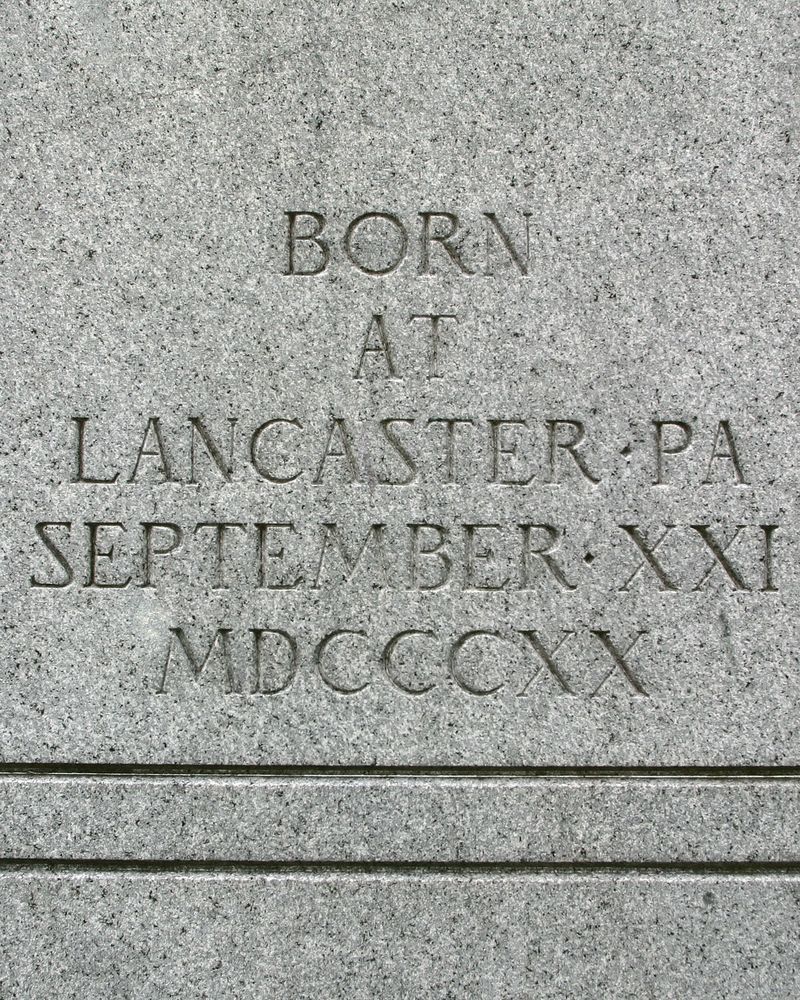 BORN
AT
LANCASTER·PA
SEPTEMBER·XXI
MDCCCXX